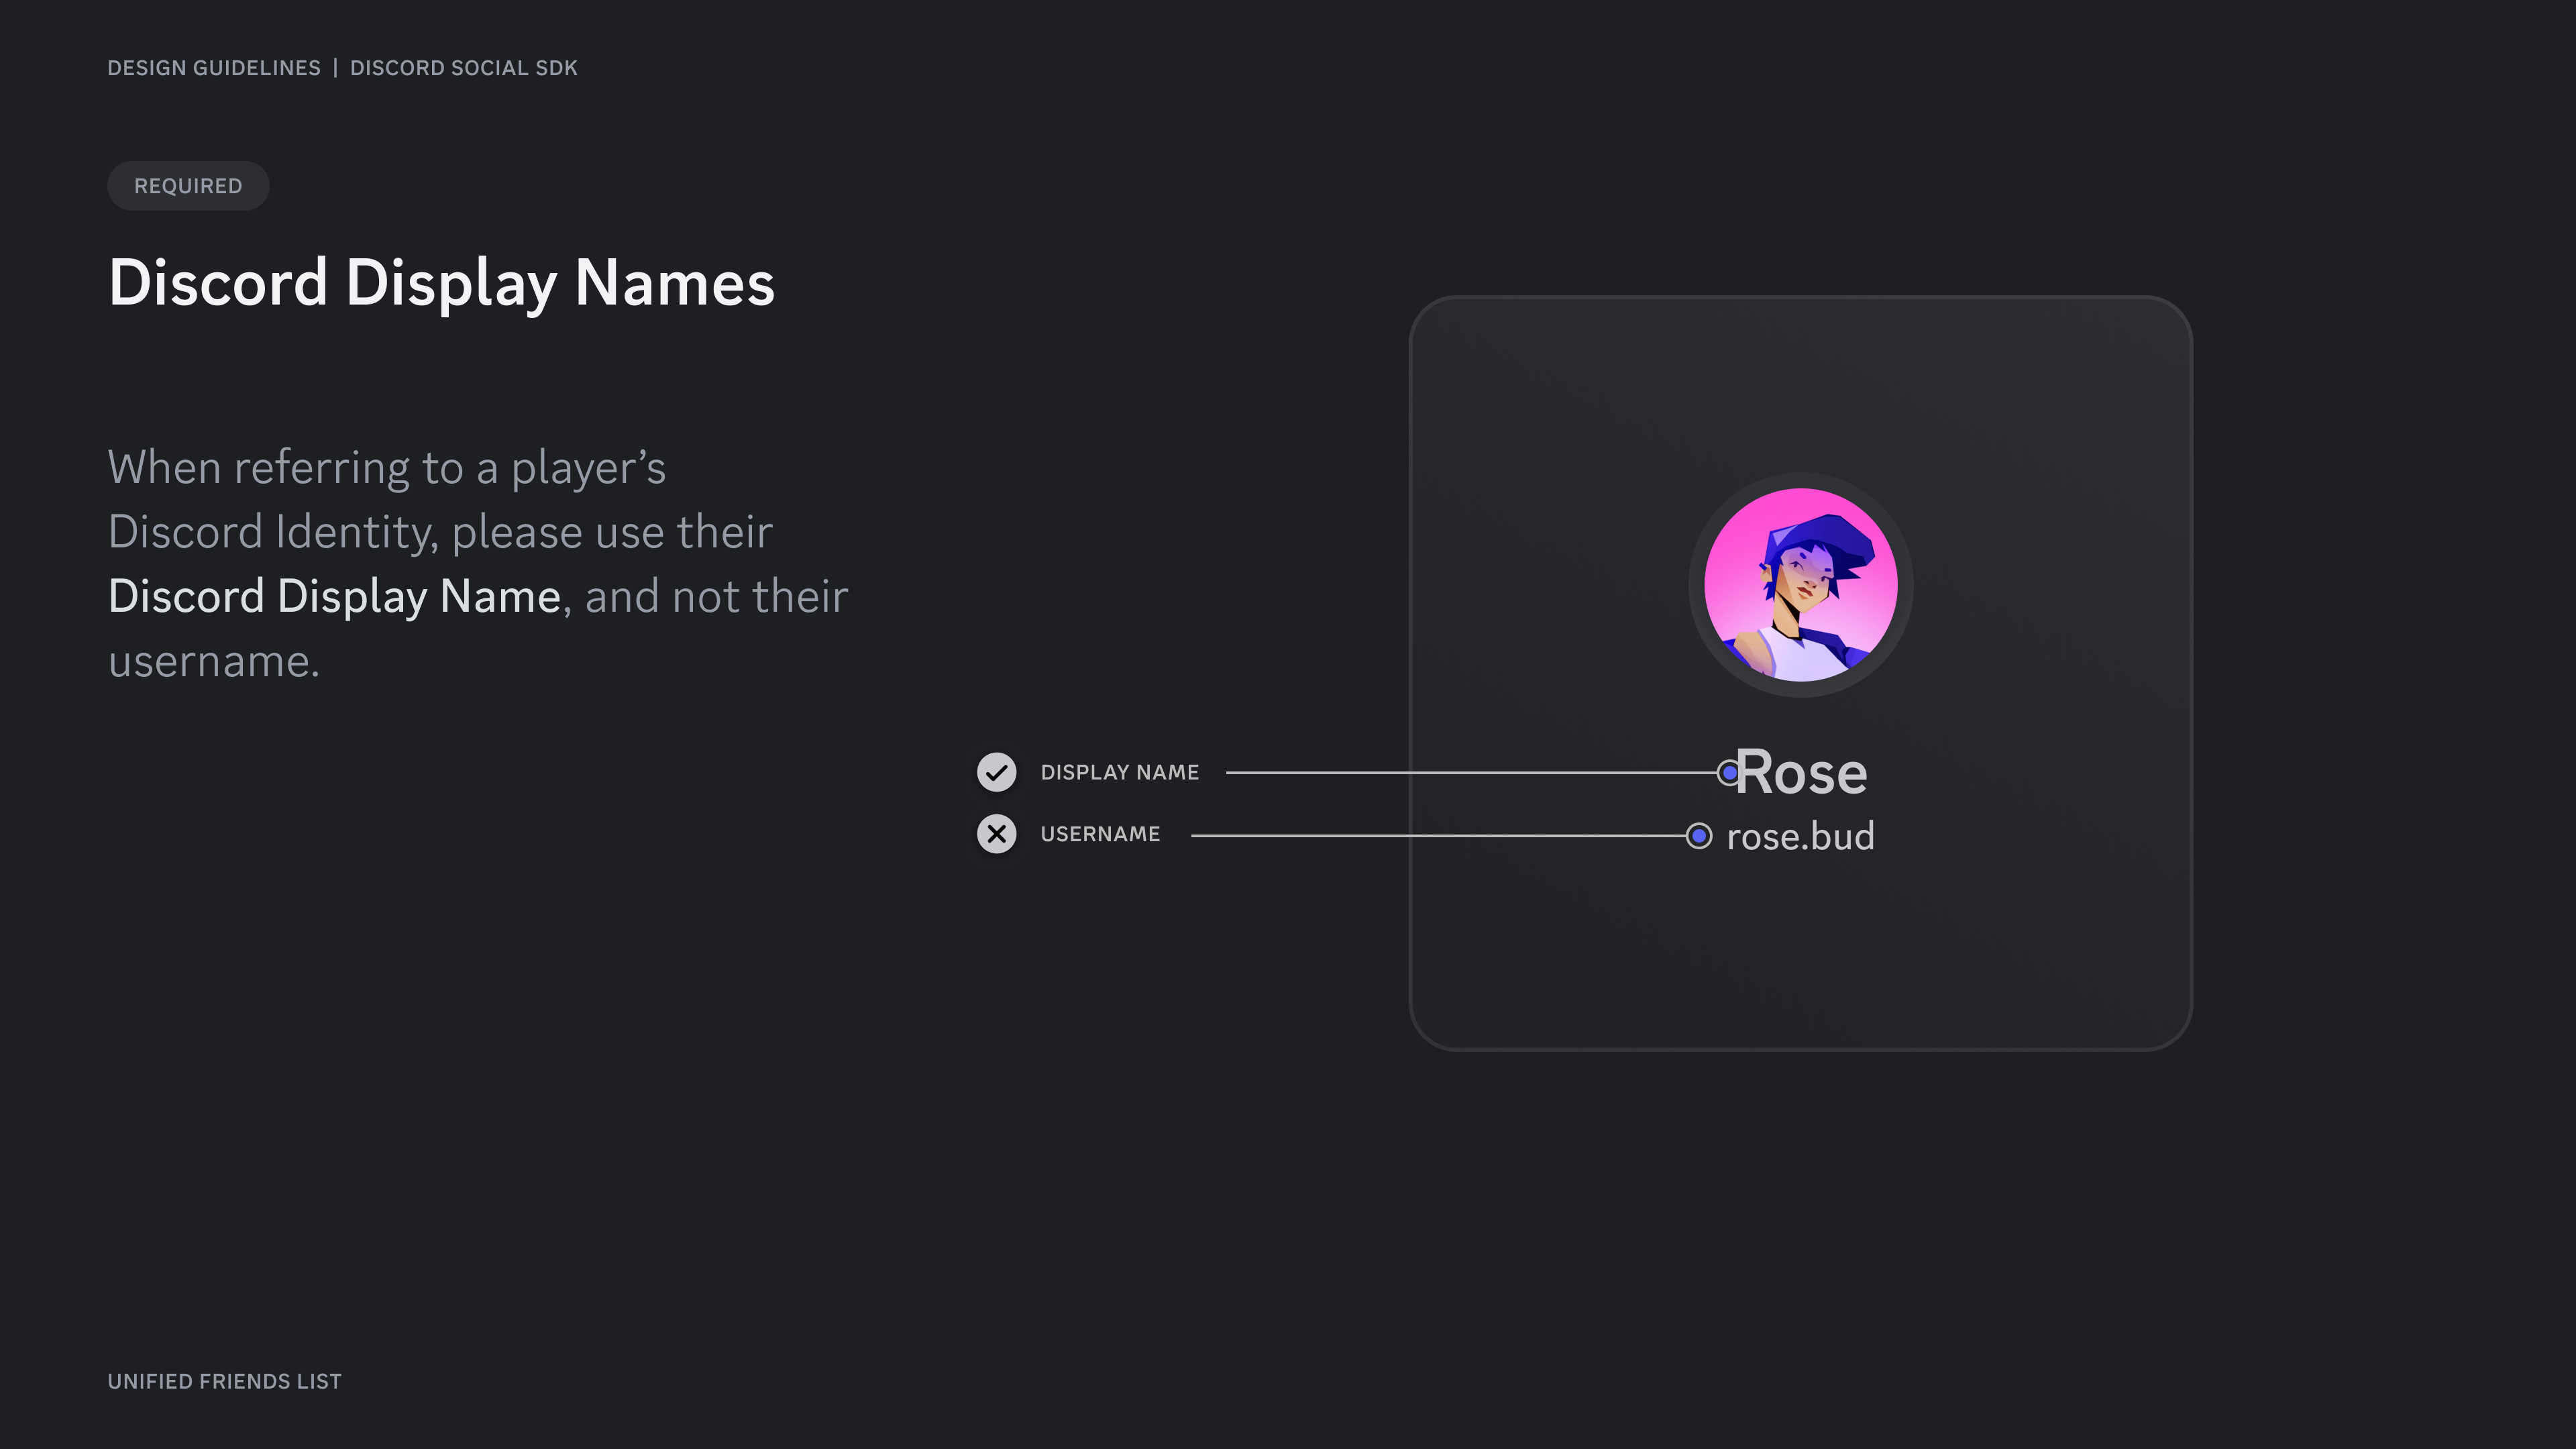 DESIGN GUIDELINES | DISCORD SOCIAL SDK
REQUIRED
Discord Display Names
When referring to a player’s
Discord Identity, please use their
Discord Display Name, and not their
username.
DISPLAY NAME
Rose
USERNAME
rose.bud
UNIFIED FRIENDS LIST